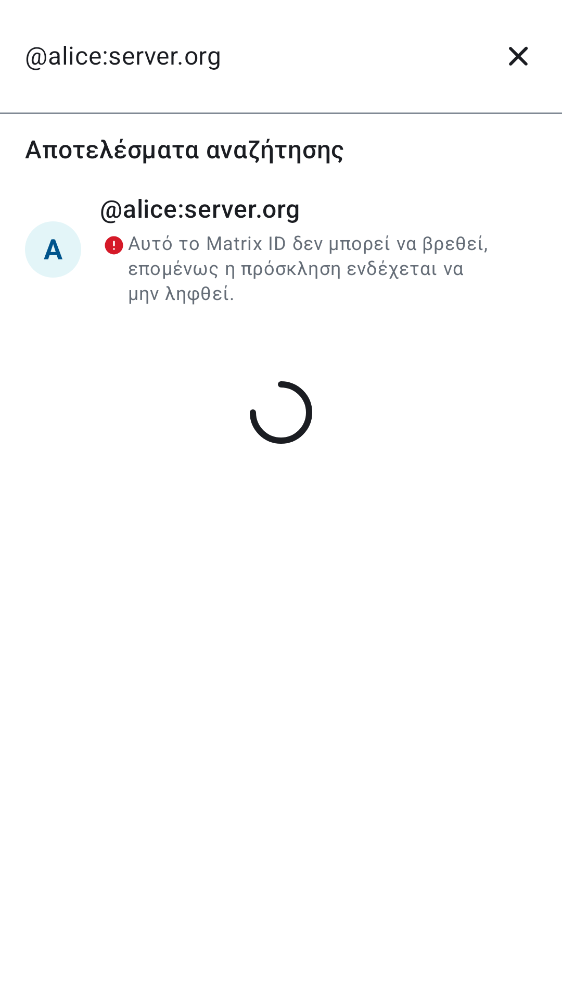 @alice:server.org
Αποτελέσματα αναζήτησης
@alice:server.org
A
Αυτό το Matrix ID δεν μπορεί να βρεθεί,
επομένως η πρόσκληση ενδέχεται να
μην ληφθεί.